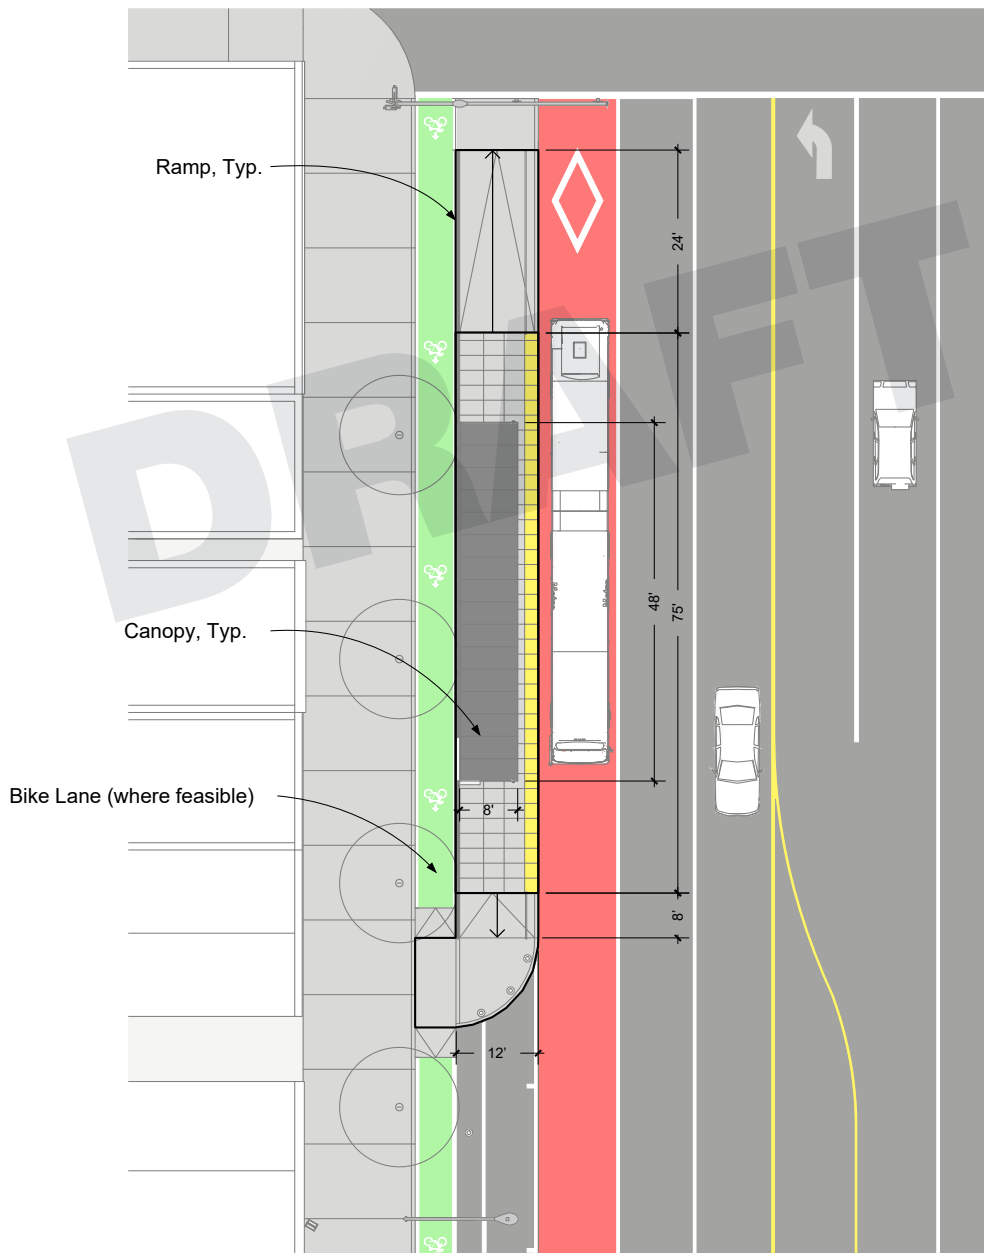 Ramp, Typ.
24'
DRAFT
48'
75'
Canopy, Typ.
Bike Lane (where feasible)
8'
8'
12'